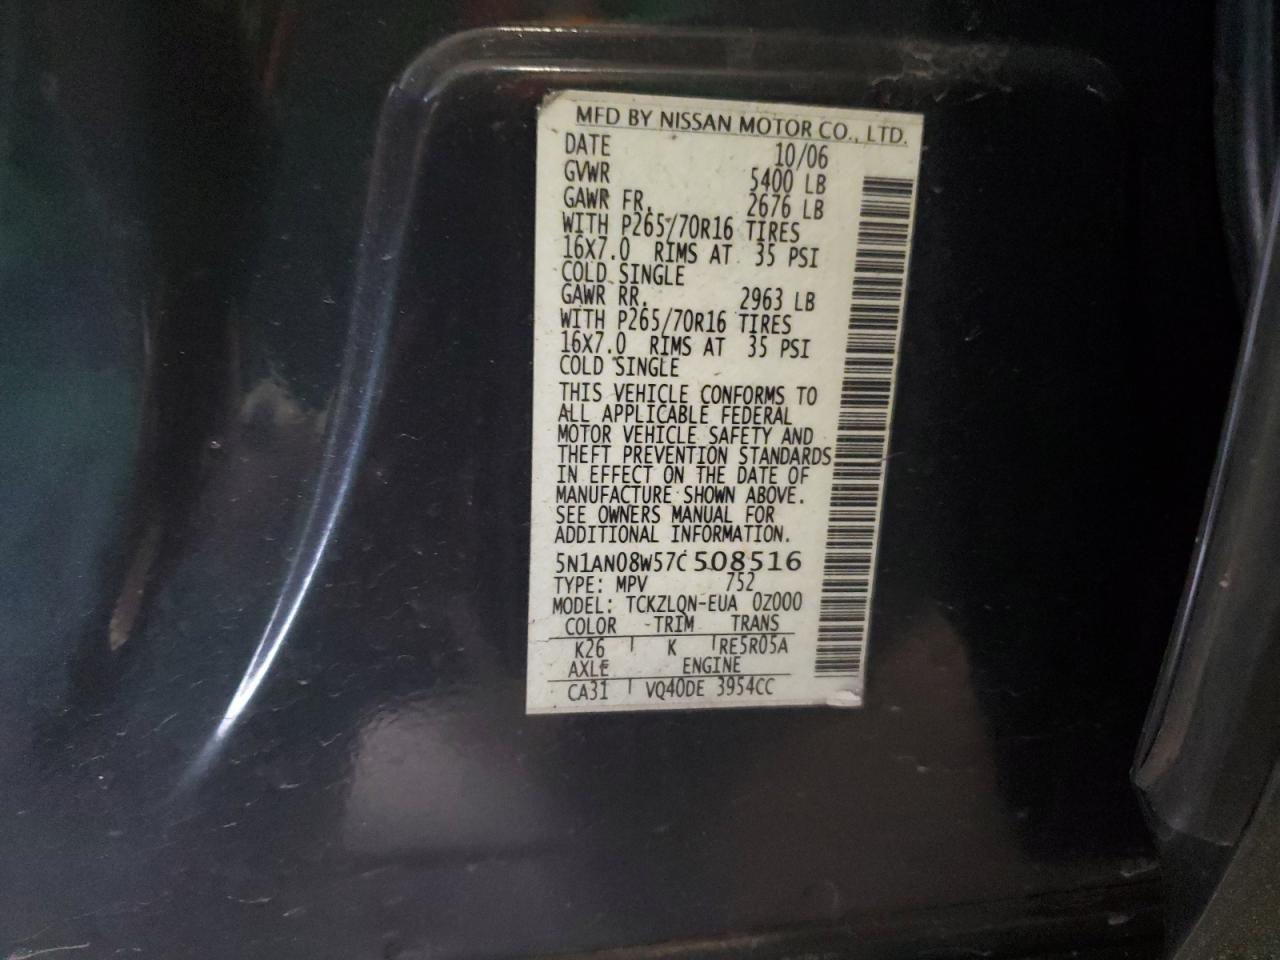 MFD BY NISSAN MOTOR CO., LTD.
DATE 10/06
GVWR 5400 LB
GAWR FR. 2676 LB
WITH P265/70R16 TIRES
16X7.0 RIMS AT 35 PSI
COLD SINGLE
GAWR RR. 2963 LB
WITH P265/70R16 TIRES
16X7.0 RIMS AT 35 PSI
COLD SINGLE
THIS VEHICLE CONFORMS TO
ALL APPLICABLE FEDERAL
MOTOR VEHICLE SAFETY AND
THEFT PREVENTION STANDARDS
IN EFFECT ON THE DATE OF
MANUFACTURE SHOWN ABOVE.
SEE OWNERS MANUAL FOR
ADDITIONAL INFORMATION.
5N1AN08W57C508516
TYPE: MPV 752
MODEL: TCKZLQN-EUA 0Z000
COLOR TRIM TRANS
K26 K RE5R05A
AXLE ENGINE
CA31 VQ40DE 3954CC